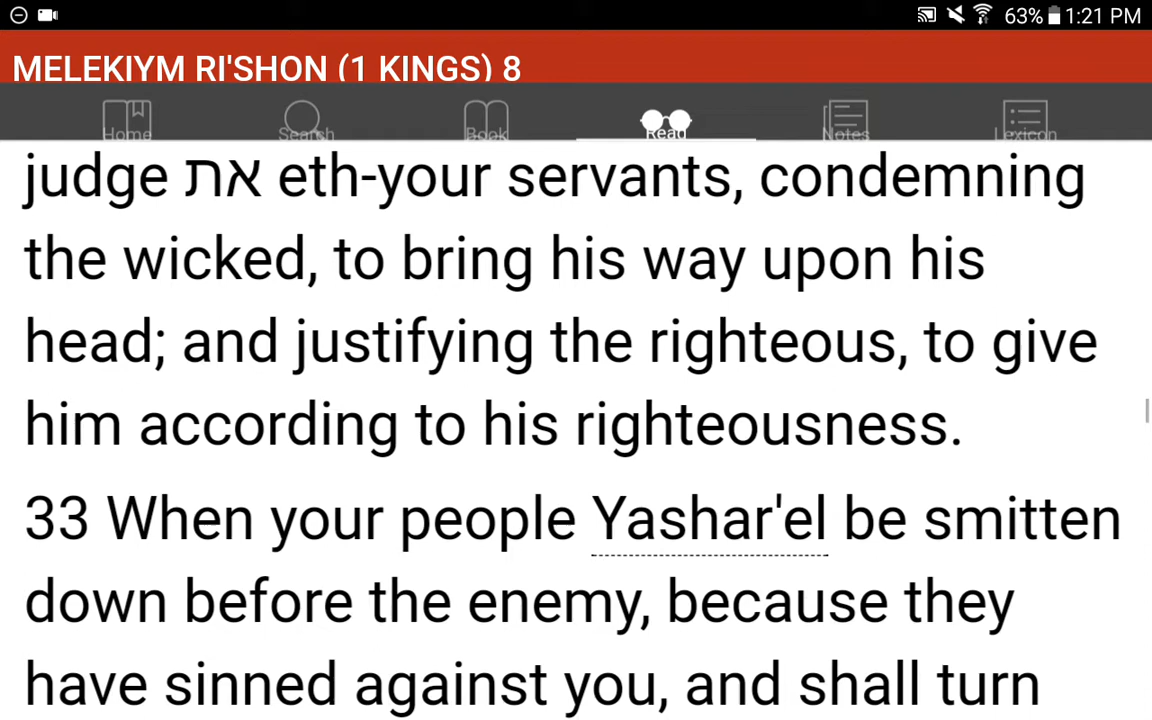 63% 1:21 PM
MELEKIYM RI'SHON (1 KINGS) 8
Home Search Book Read Notes Lexicon
judge את eth-your servants, condemning
the wicked, to bring his way upon his
head; and justifying the righteous, to give
him according to his righteousness.
33 When your people Yashar'el be smitten
down before the enemy, because they
have sinned against you, and shall turn